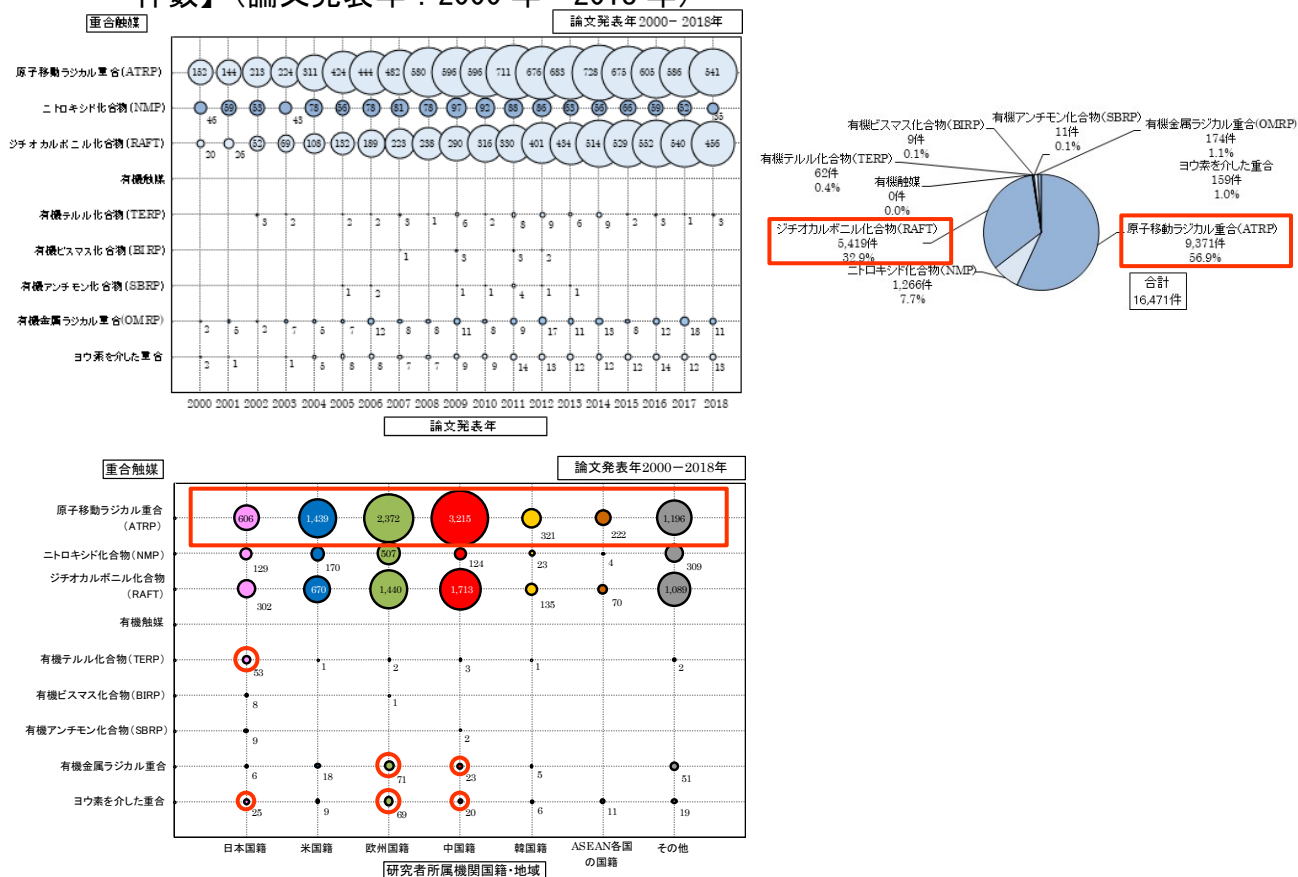 件数】(論文発表年:2000 年－2018 年)
重合触媒
論文発表年2000－2018年
原子移動ラジカル重合(ATRP)
152 144 213 224 311 424 444 482 580 596 596 711 676 683 728 675 605 586 541
ニトロキシド化合物(NMP)
46 59 53 43 78 56 78 81 78 97 92 88 86 53 56 66 59 52 35
ジチオカルボニル化合物(RAFT)
20 26 52 69 108 152 189 223 238 290 316 330 401 434 514 529 552 540 456
有機触媒
有機テルル化合物(TERP)
3 2 2 2 3 1 6 2 8 9 6 9 2 3 1 3
有機ビスマス化合物(BIRP)
1 3 3 2
有機アンチモン化合物(SBRP)
1 2 1 1 4 1 1
有機金属ラジカル重合(OMRP)
2 5 2 7 5 7 12 8 8 11 8 9 17 11 13 8 12 18 11
ヨウ素を介した重合
2 1 1 5 8 8 7 7 9 9 14 13 12 12 12 14 12 13
2000 2001 2002 2003 2004 2005 2006 2007 2008 2009 2010 2011 2012 2013 2014 2015 2016 2017 2018
論文発表年
有機ビスマス化合物(BIRP)
9件
0.1%
有機アンチモン化合物(SBRP)
11件
0.1%
有機金属ラジカル重合(OMRP)
174件
1.1%
ヨウ素を介した重合
159件
1.0%
有機テルル化合物(TERP)
62件
0.4%
有機触媒
0件
0.0%
ジチオカルボニル化合物(RAFT)
5,419件
32.9%
原子移動ラジカル重合(ATRP)
9,371件
56.9%
ニトロキシド化合物(NMP)
1,266件
7.7%
合計
16,471件
重合触媒
論文発表年2000－2018年
原子移動ラジカル重合
(ATRP)
606 1,439 2,372 3,215 321 222 1,196
ニトロキシド化合物(NMP)
129 170 507 124 23 4 309
ジチオカルボニル化合物
(RAFT)
302 670 1,440 1,713 135 70 1,089
有機触媒
有機テルル化合物(TERP)
53 1 2 3 1 2
有機ビスマス化合物(BIRP)
8 1
有機アンチモン化合物(SBRP)
9 2
有機金属ラジカル重合
6 18 71 23 5 51
ヨウ素を介した重合
25 9 69 20 6 11 19
日本国籍 米国籍 欧州国籍 中国籍 韓国籍 ASEAN各国の国籍 その他
研究者所属機関国籍・地域